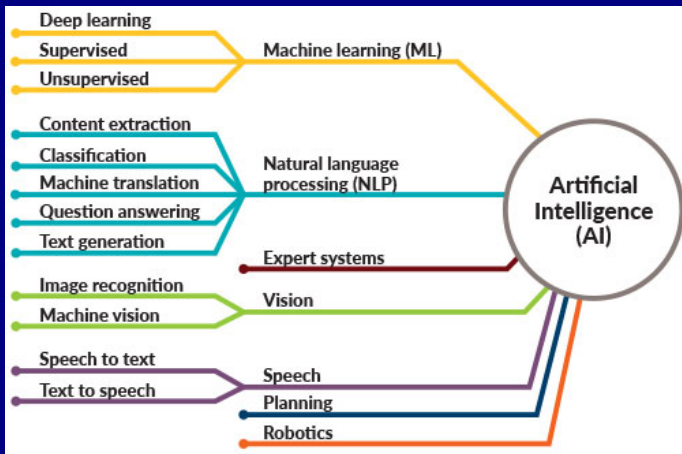 Deep learning
Supervised
Unsupervised
Machine learning (ML)
Content extraction
Classification
Machine translation
Question answering
Text generation
Natural language
processing (NLP)
Expert systems
Image recognition
Machine vision
Vision
Speech to text
Text to speech
Speech
Planning
Robotics
Artificial
Intelligence
(AI)